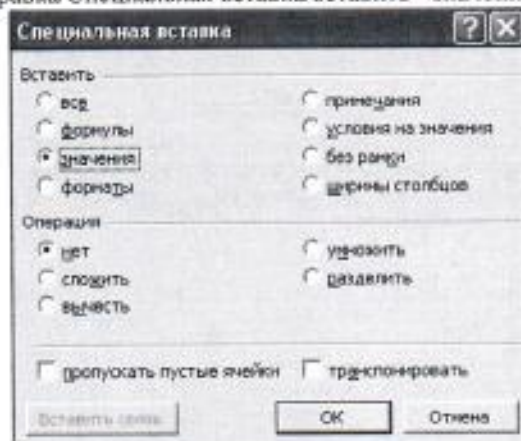 Специальная вставка
Вставить
все
примечания
формулы
условия на значения
значения
без рамки
форматы
ширины столбцов
Операция
нет
умножить
сложить
разделить
вычесть
пропускать пустые ячейки
транспонировать
Вставить связь
ОК
Отмена